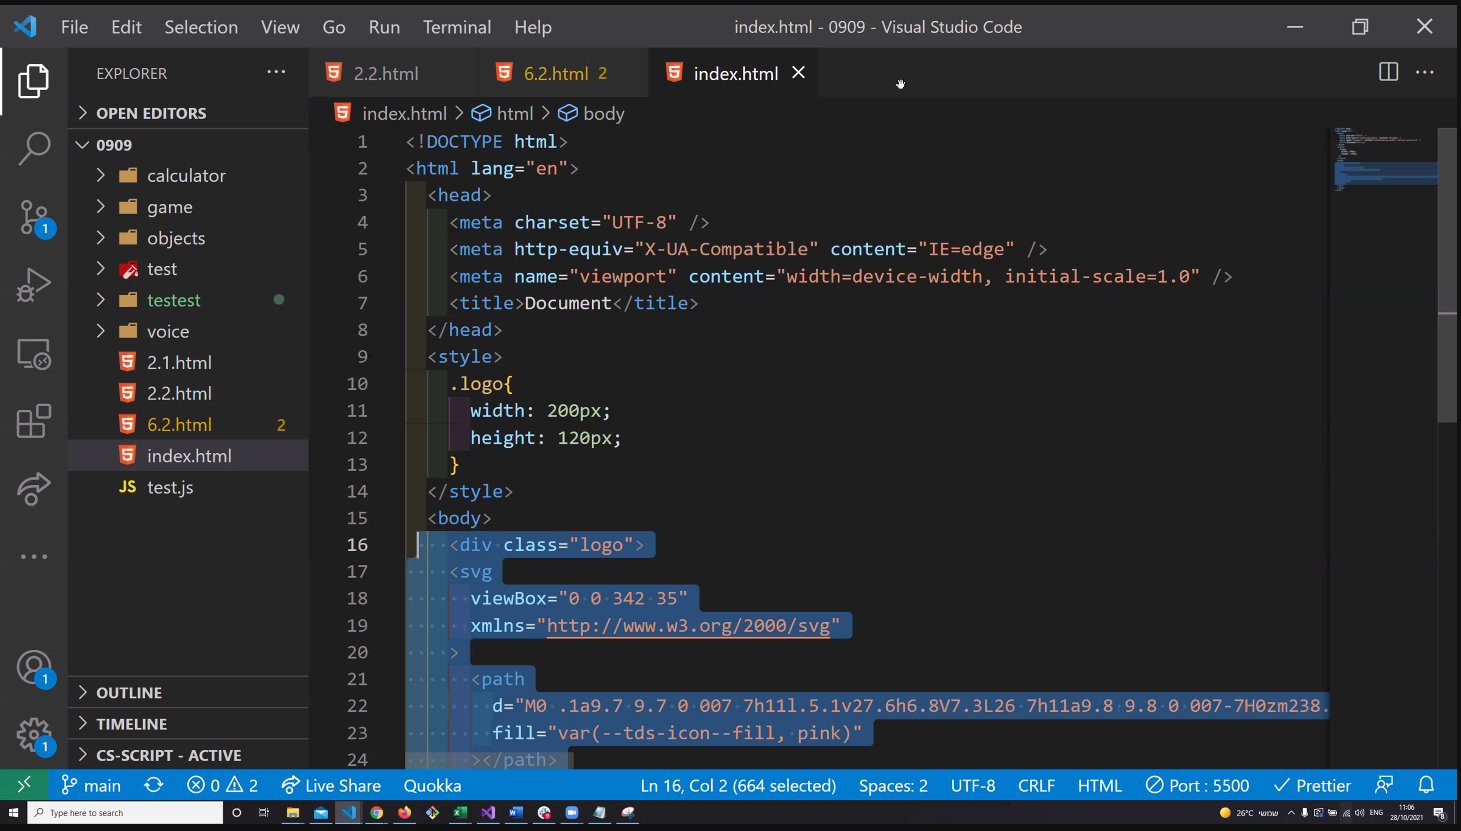 File Edit Selection View Go Run Terminal Help index.html - 0909 - Visual Studio Code
EXPLORER
OPEN EDITORS
0909
calculator
game
objects
test
testest
voice
2.1.html
2.2.html
6.2.html 2
index.html
JS test.js
OUTLINE
TIMELINE
CS-SCRIPT - ACTIVE
1
1
1
2.2.html 6.2.html 2 index.html
index.html > html > body
1 <!DOCTYPE html>
2 <html lang="en">
3 <head>
4 <meta charset="UTF-8" />
5 <meta http-equiv="X-UA-Compatible" content="IE=edge" />
6 <meta name="viewport" content="width=device-width, initial-scale=1.0" />
7 <title>Document</title>
8 </head>
9 <style>
10 .logo{
11 width: 200px;
12 height: 120px;
13 }
14 </style>
15 <body>
16 <div class="logo">
17 <svg
18 viewBox="0 0 342 35"
19 xmlns="http://www.w3.org/2000/svg"
20 >
21 <path
22 d="M0 .1a9.7 9.7 0 007 7h11l.5.1v27.6h6.8V7.3L26 7h11a9.8 9.8 0 007-7H0zm238.
23 fill="var(--tds-icon--fill, pink)"
24 ></path>
main 0 2 Live Share Quokka Ln 16, Col 2 (664 selected) Spaces: 2 UTF-8 CRLF HTML Port : 5500 Prettier
Type here to search 26°C שמשי ENG 11:06
28/10/2021 8